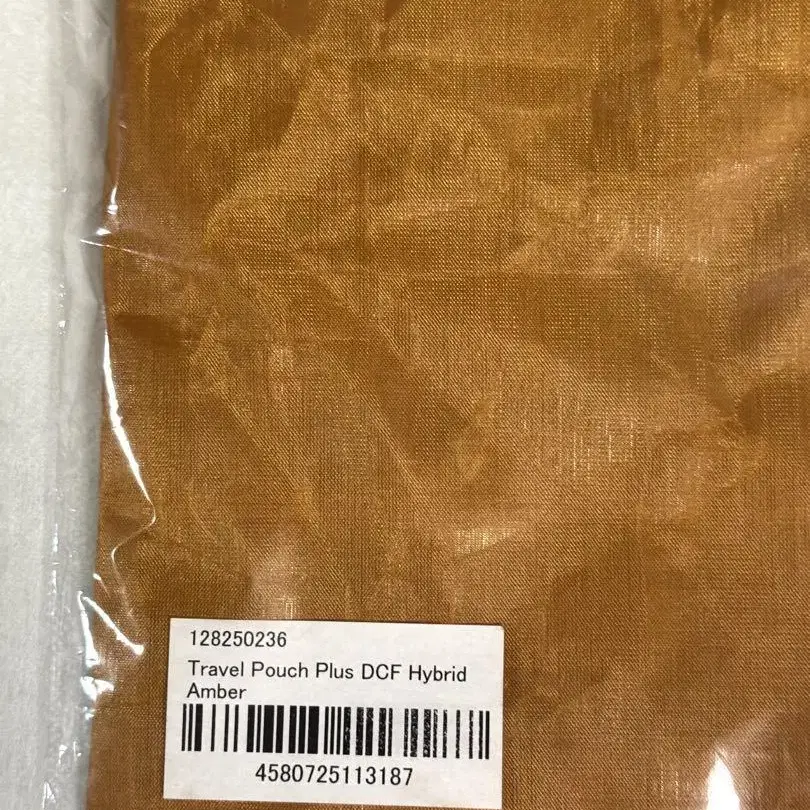 128250236
Travel Pouch Plus DCF Hybrid
Amber
4580725113187